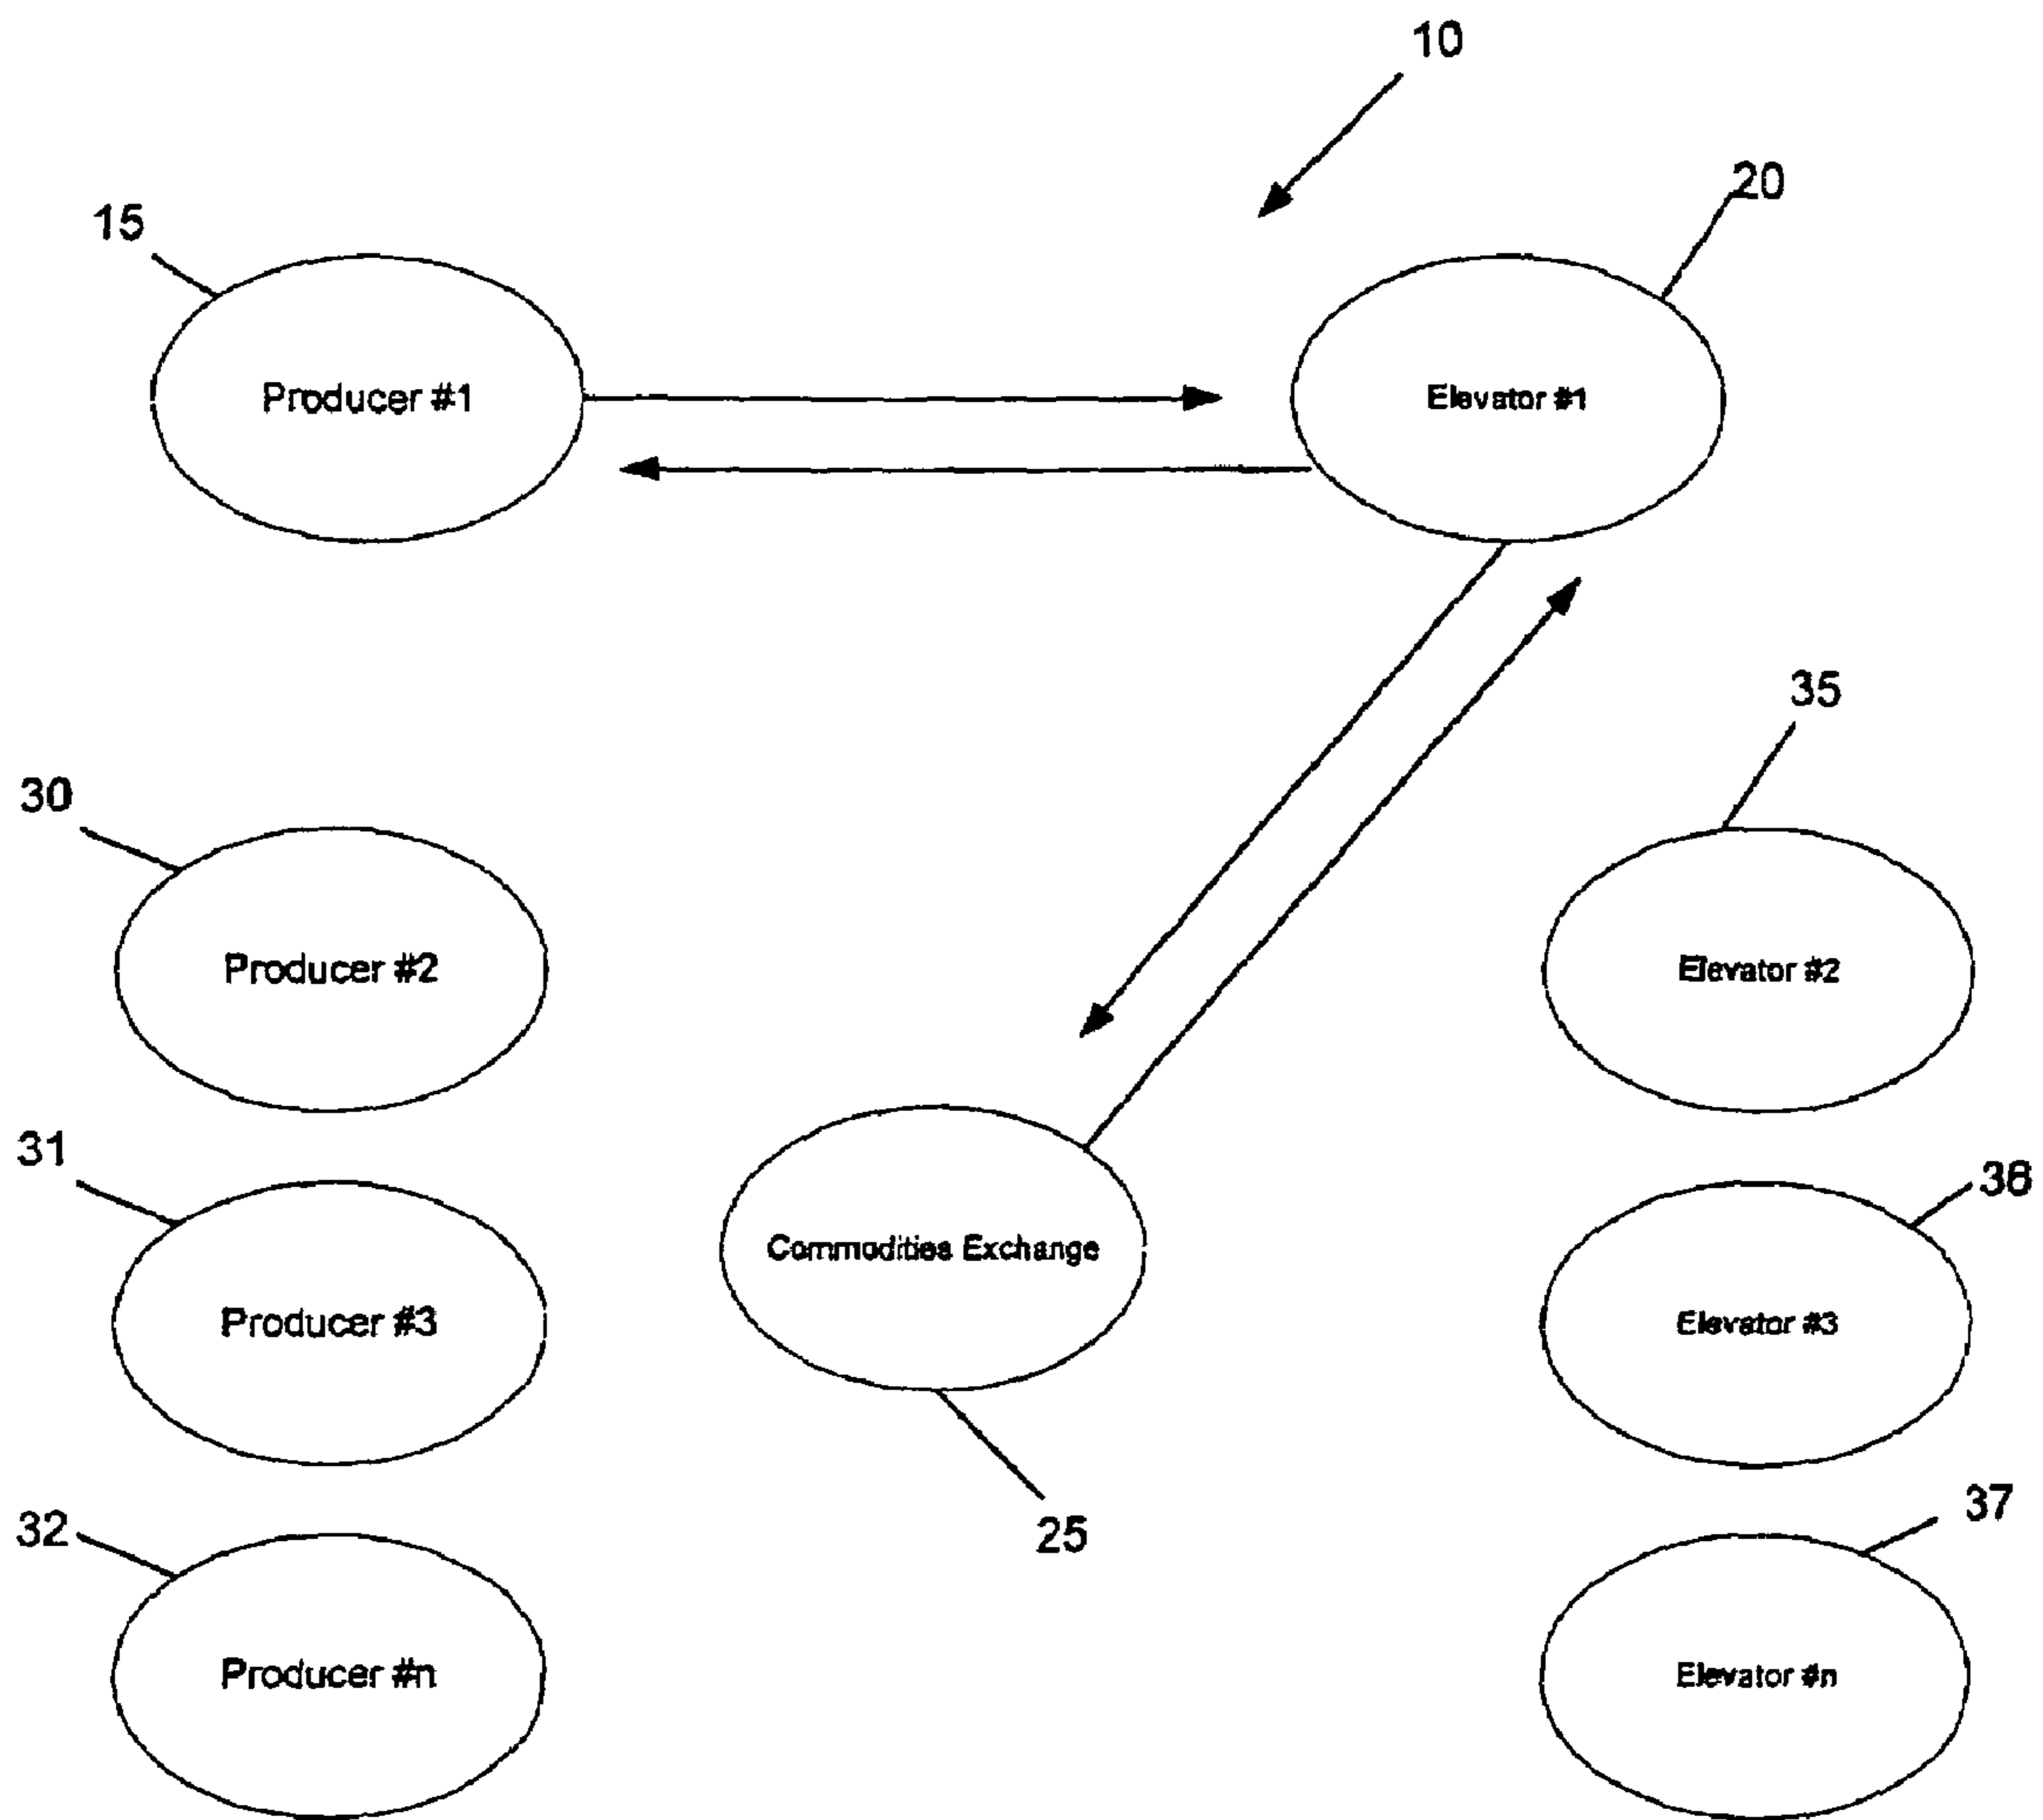 10
20
15
Producer #1
Elevator #1
35
30
Producer #2
Elevator #2
31
36
Commodities Exchange
Producer #3
Elevator #3
37
32
25
Producer #n
Elevator #n